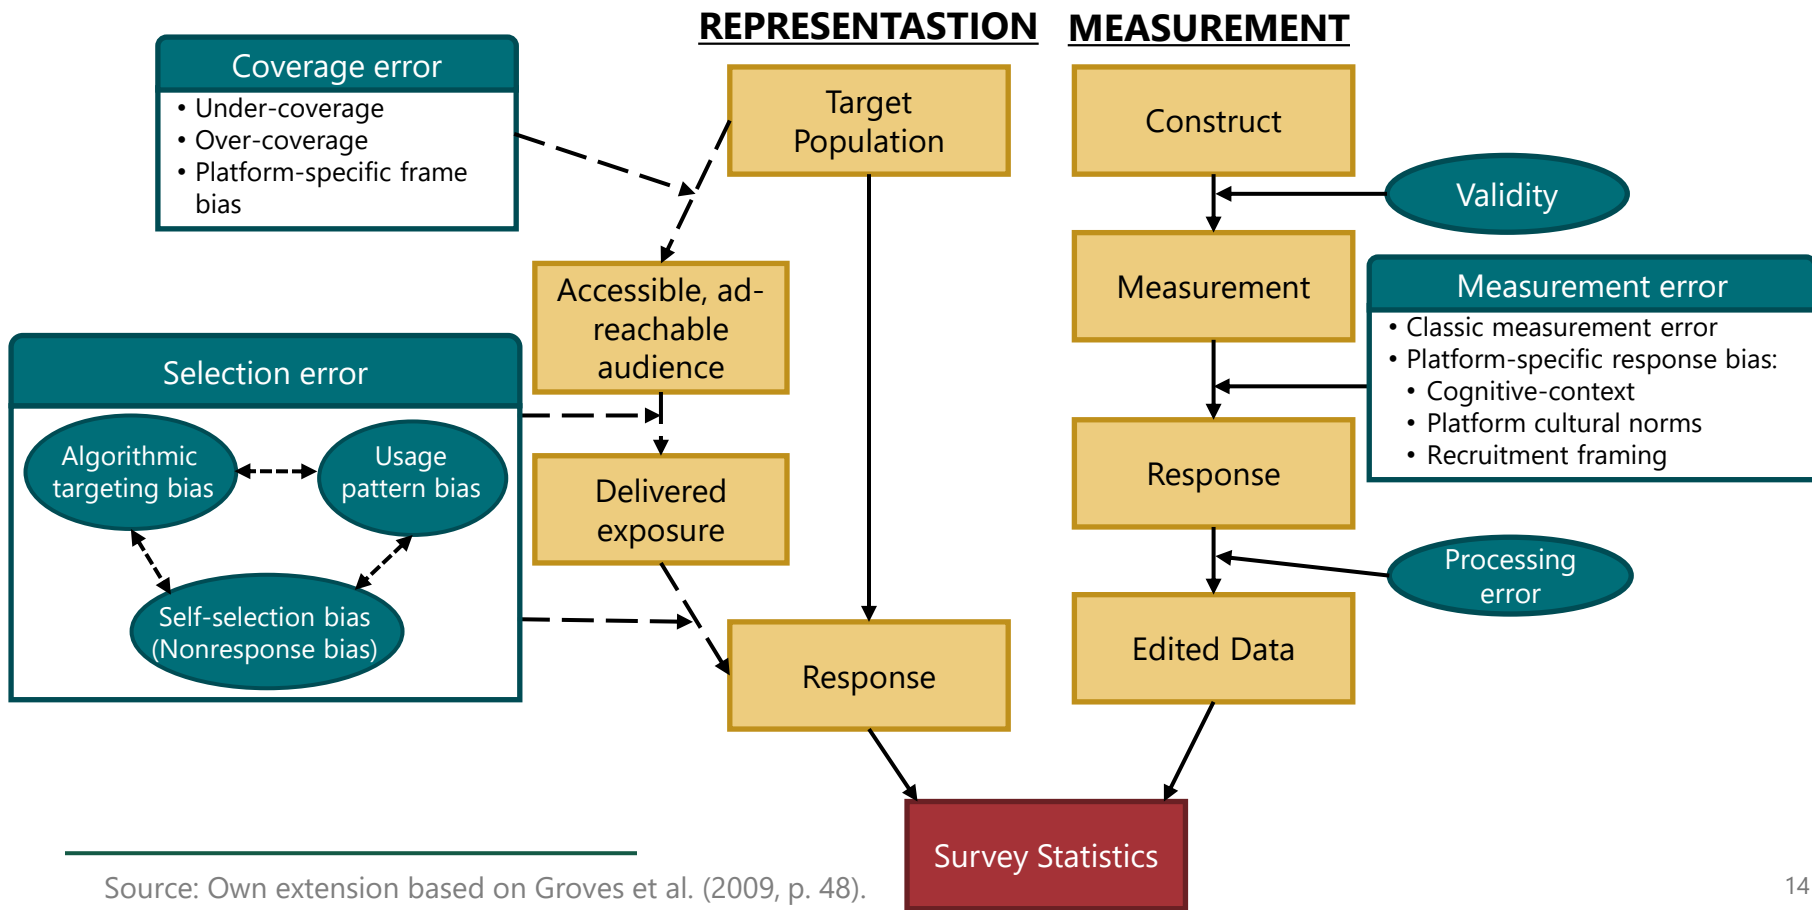 REPRESENTASTION
MEASUREMENT
Coverage error
• Under-coverage
• Over-coverage
• Platform-specific frame
bias
Target
Population
Accessible, ad-
reachable
audience
Selection error
Algorithmic
targeting bias
Usage
pattern bias
Self-selection bias
(Nonresponse bias)
Delivered
exposure
Response
Construct
Validity
Measurement
Measurement error
• Classic measurement error
• Platform-specific response bias:
• Cognitive-context
• Platform cultural norms
• Recruitment framing
Response
Processing
error
Edited Data
Survey Statistics
Source: Own extension based on Groves et al. (2009, p. 48).
14